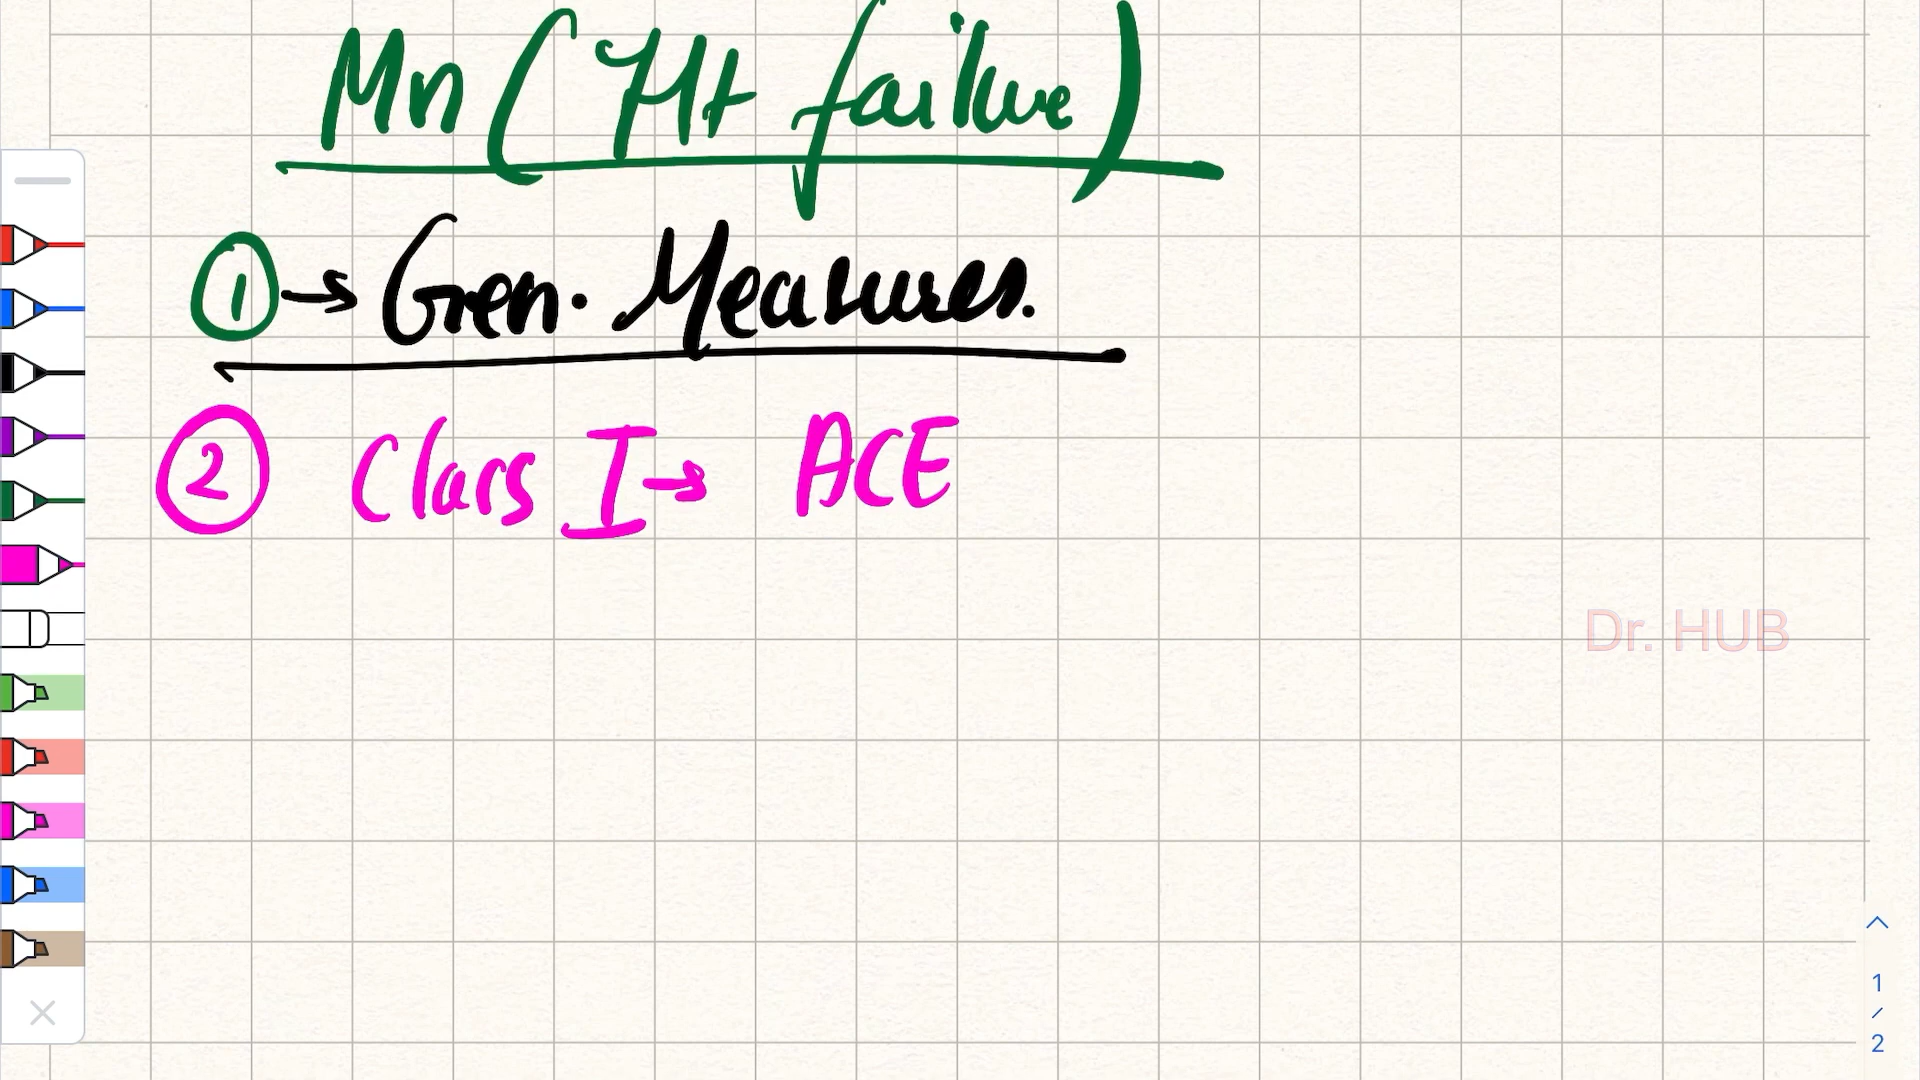 Mn (Ht failure)
① → Gen. Measures.
② Class I → ACE
Dr. HUB
1
/
2